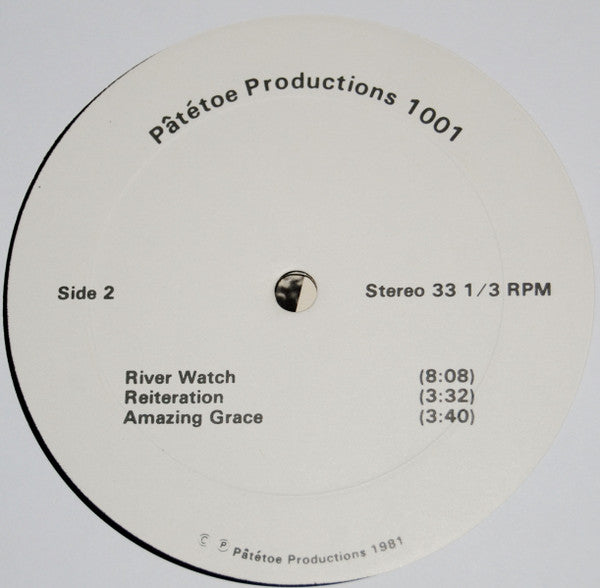 Pâtétoe Productions 1001
Side 2
Stereo 33 1/3 RPM
River Watch (8:08)
Reiteration (3:32)
Amazing Grace (3:40)
© ℗ Pâtétoe Productions 1981